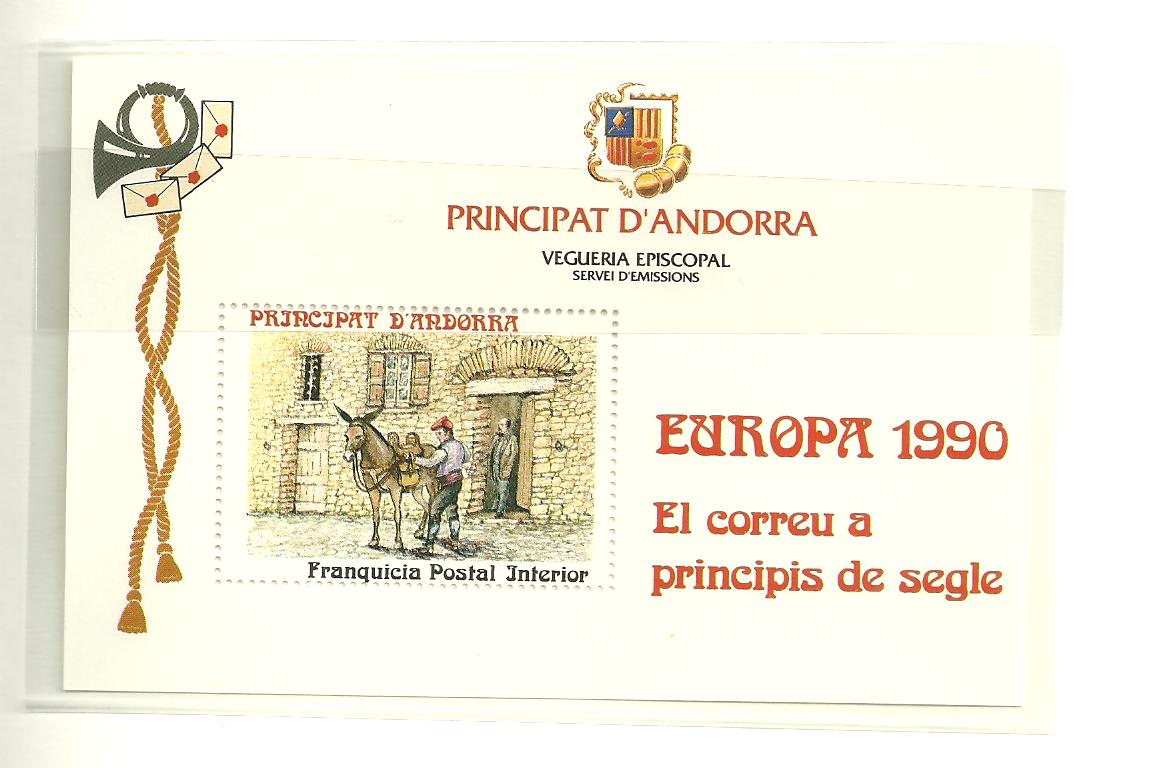 PRINCIPAT D'ANDORRA
VEGUERIA EPISCOPAL
SERVEI D'EMISSIONS
PRINCIPAT D'ANDORRA
Franquicia Postal Interior
EUROPA 1990
El correu a
principis de segle